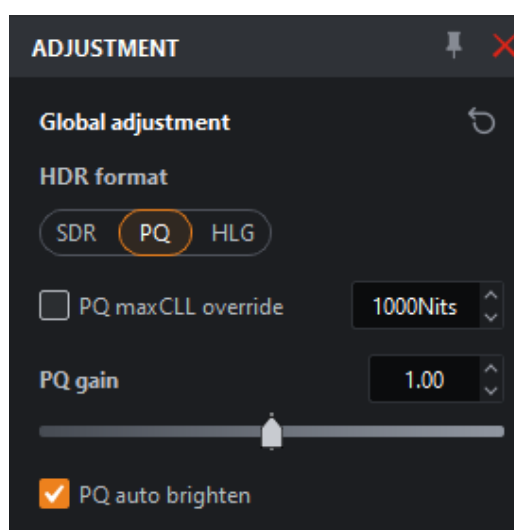 ADJUSTMENT
Global adjustment
HDR format
SDR PQ HLG
PQ maxCLL override 1000Nits
PQ gain 1.00
PQ auto brighten